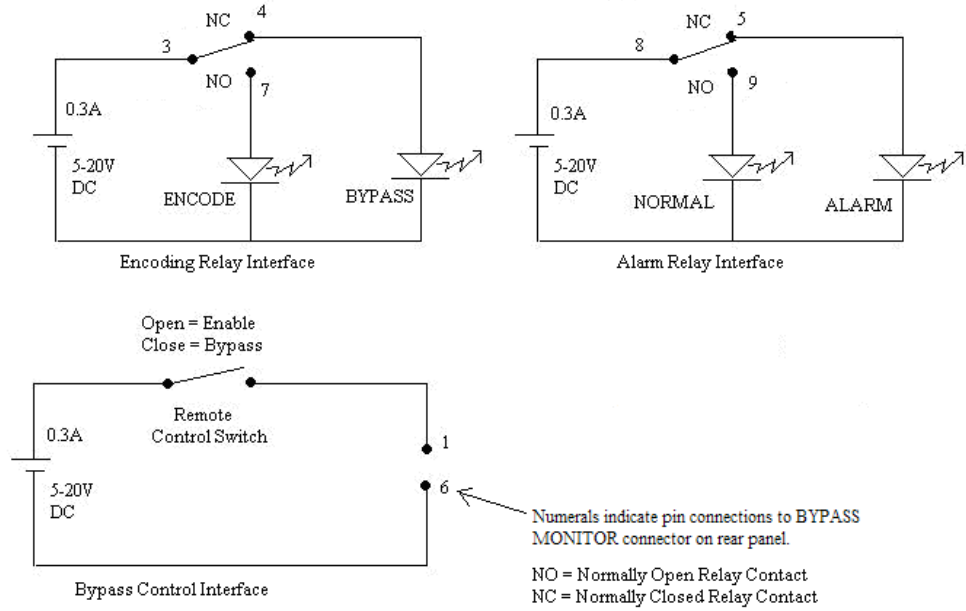 NC
4
3
NO
7
0.3A
5-20V
DC
ENCODE
BYPASS
Encoding Relay Interface
NC
5
8
NO
9
0.3A
5-20V
DC
NORMAL
ALARM
Alarm Relay Interface
Open = Enable
Close = Bypass
Remote
Control Switch
0.3A
5-20V
DC
1
6
Bypass Control Interface
Numerals indicate pin connections to BYPASS
MONITOR connector on rear panel.
NO = Normally Open Relay Contact
NC = Normally Closed Relay Contact